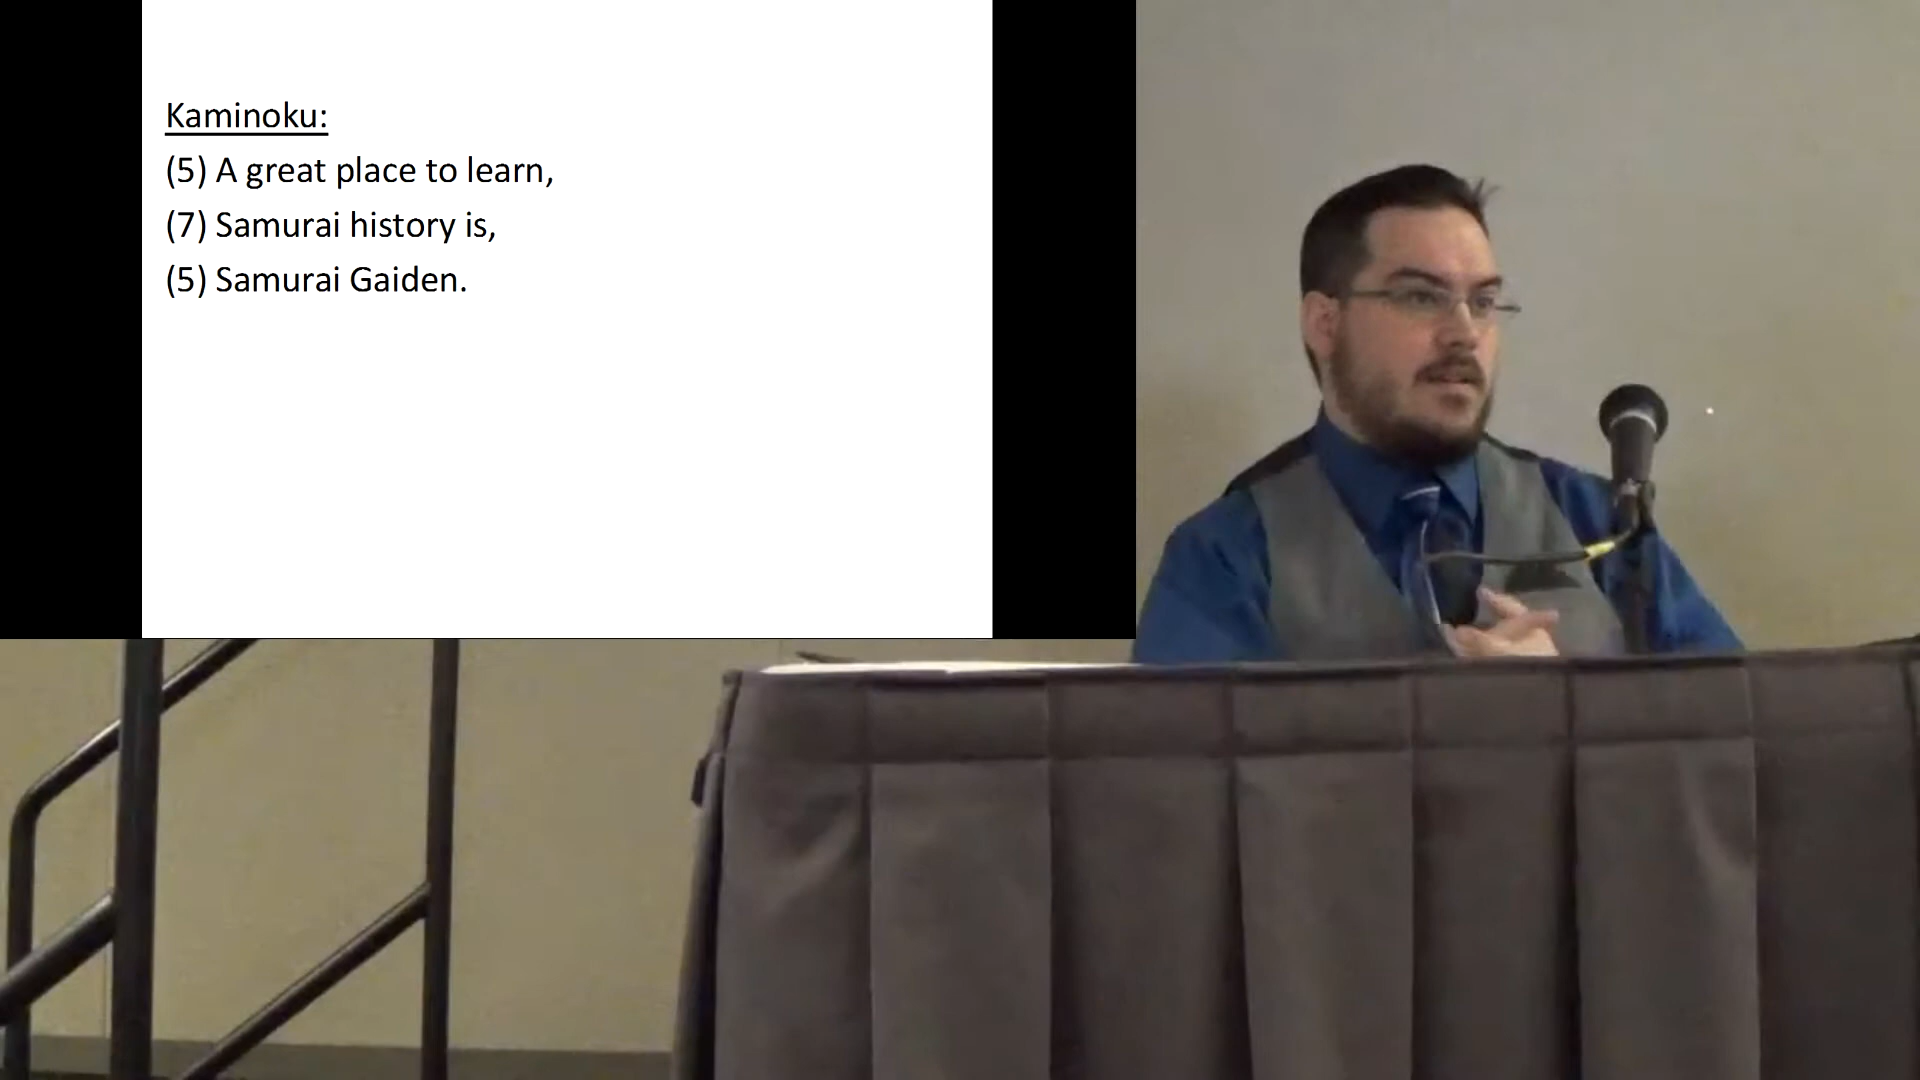 Kaminoku:
(5) A great place to learn,
(7) Samurai history is,
(5) Samurai Gaiden.